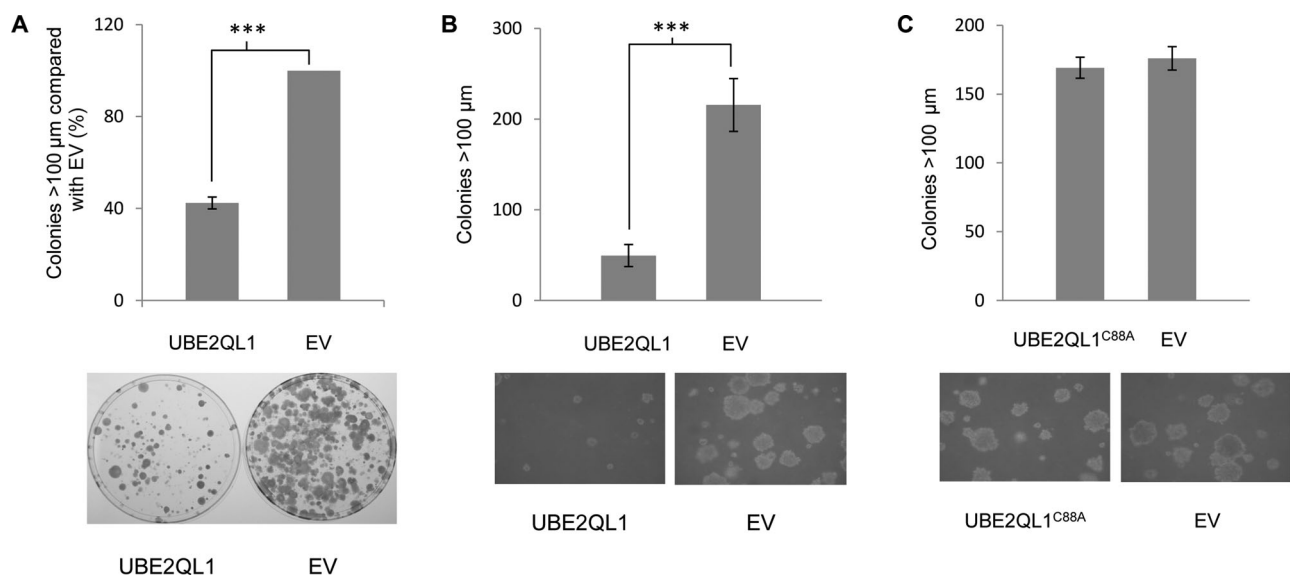 A
Colonies >100 µm compared
with EV (%)
120
80
40
0
***
UBE2QL1 EV
UBE2QL1 EV
B
Colonies >100 µm
300
200
100
0
***
UBE2QL1 EV
UBE2QL1 EV
C
Colonies >100 µm
200
150
100
50
0
UBE2QL1C88A EV
UBE2QL1C88A EV